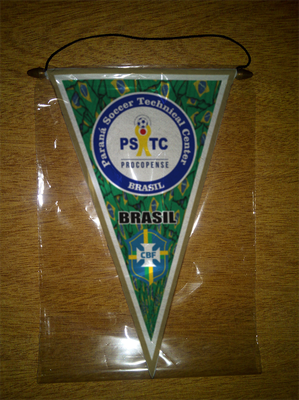 Paraná Soccer Technical Center
PSTC
PROCOPENSE
BRASIL
BRASIL
CBF